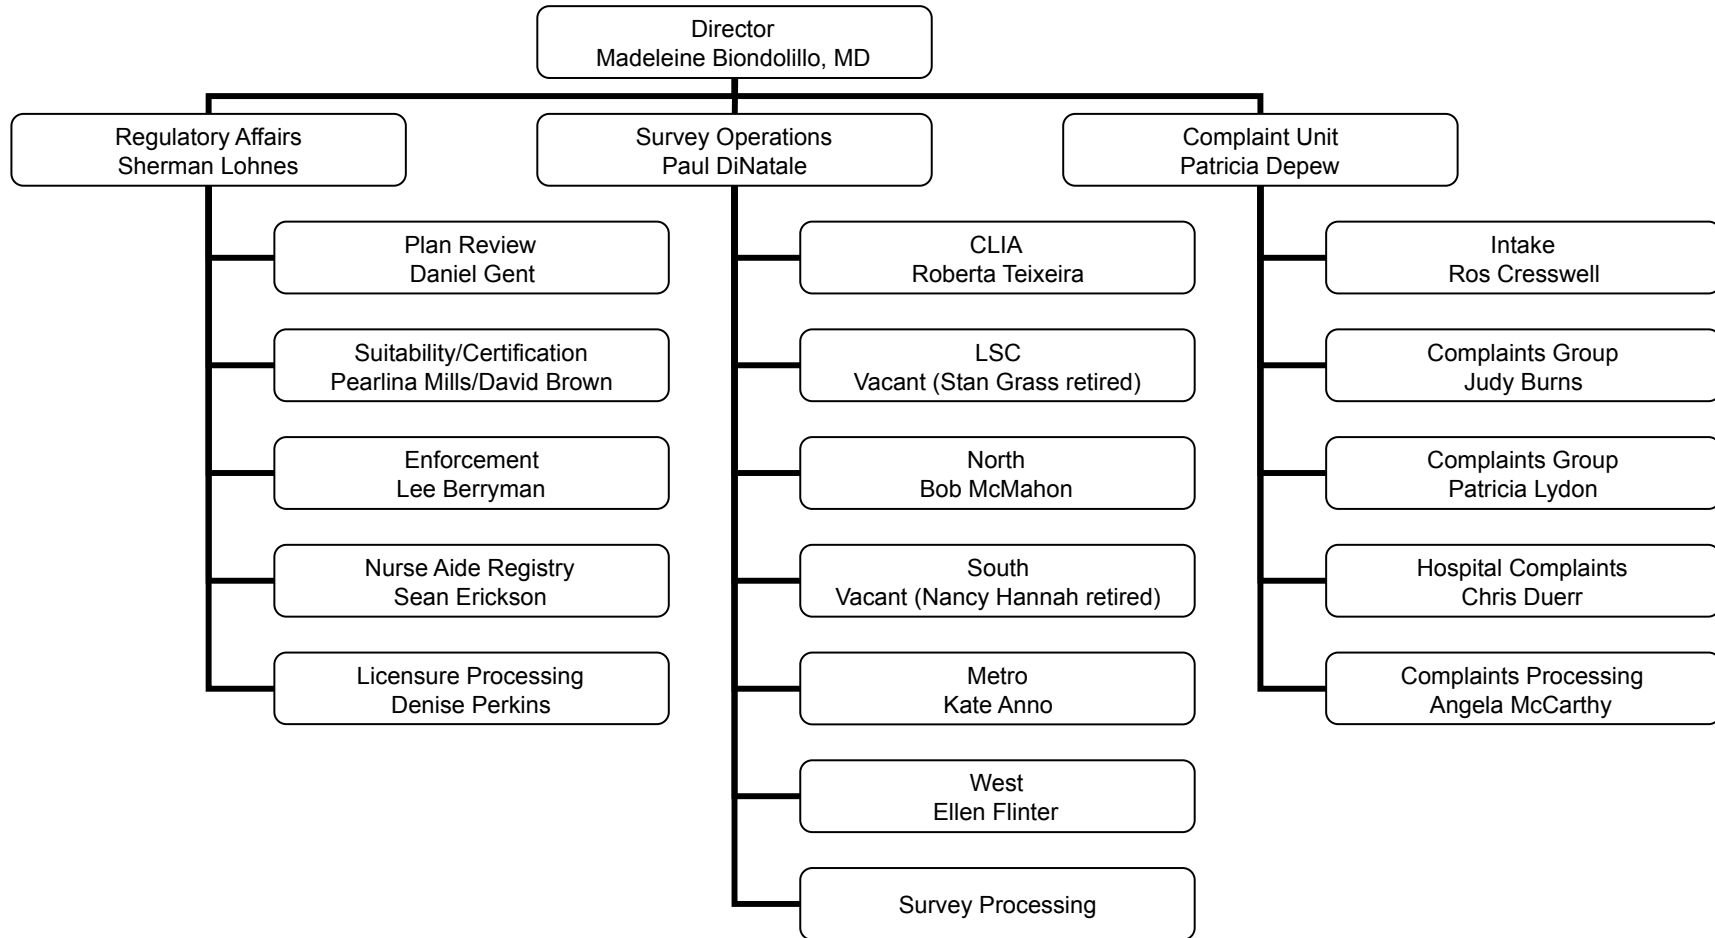 Director
Madeleine Biondolillo, MD
Regulatory Affairs
Sherman Lohnes
Survey Operations
Paul DiNatale
Complaint Unit
Patricia Depew
Plan Review
Daniel Gent
Suitability/Certification
Pearlina Mills/David Brown
Enforcement
Lee Berryman
Nurse Aide Registry
Sean Erickson
Licensure Processing
Denise Perkins
CLIA
Roberta Teixeira
LSC
Vacant (Stan Grass retired)
North
Bob McMahon
South
Vacant (Nancy Hannah retired)
Metro
Kate Anno
West
Ellen Flinter
Survey Processing
Intake
Ros Cresswell
Complaints Group
Judy Burns
Complaints Group
Patricia Lydon
Hospital Complaints
Chris Duerr
Complaints Processing
Angela McCarthy